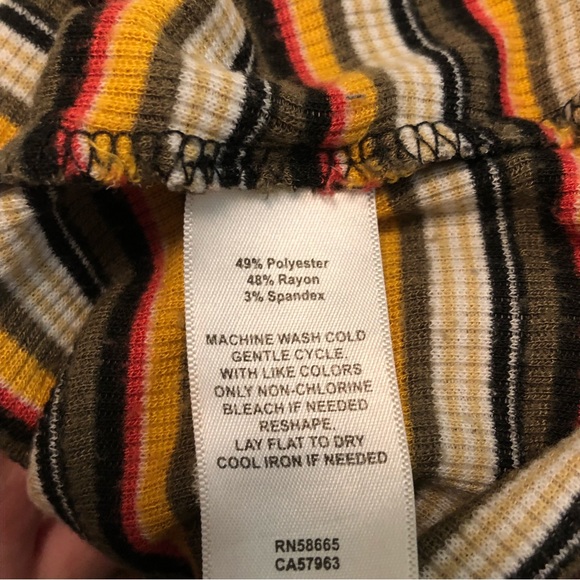 49% Polyester
48% Rayon
3% Spandex
MACHINE WASH COLD
GENTLE CYCLE,
WITH LIKE COLORS
ONLY NON-CHLORINE
BLEACH IF NEEDED
RESHAPE,
LAY FLAT TO DRY
COOL IRON IF NEEDED
RN58665
CA57963